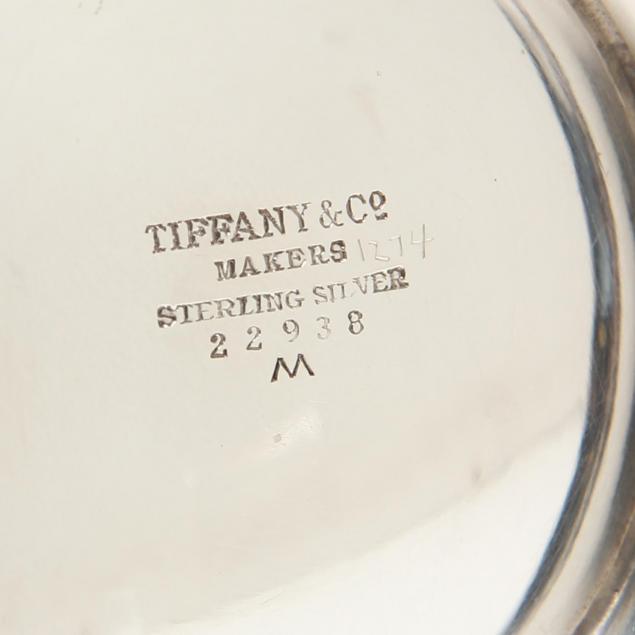 TIFFANY & Cº
MAKERS 1274
STERLING SILVER
22938
M